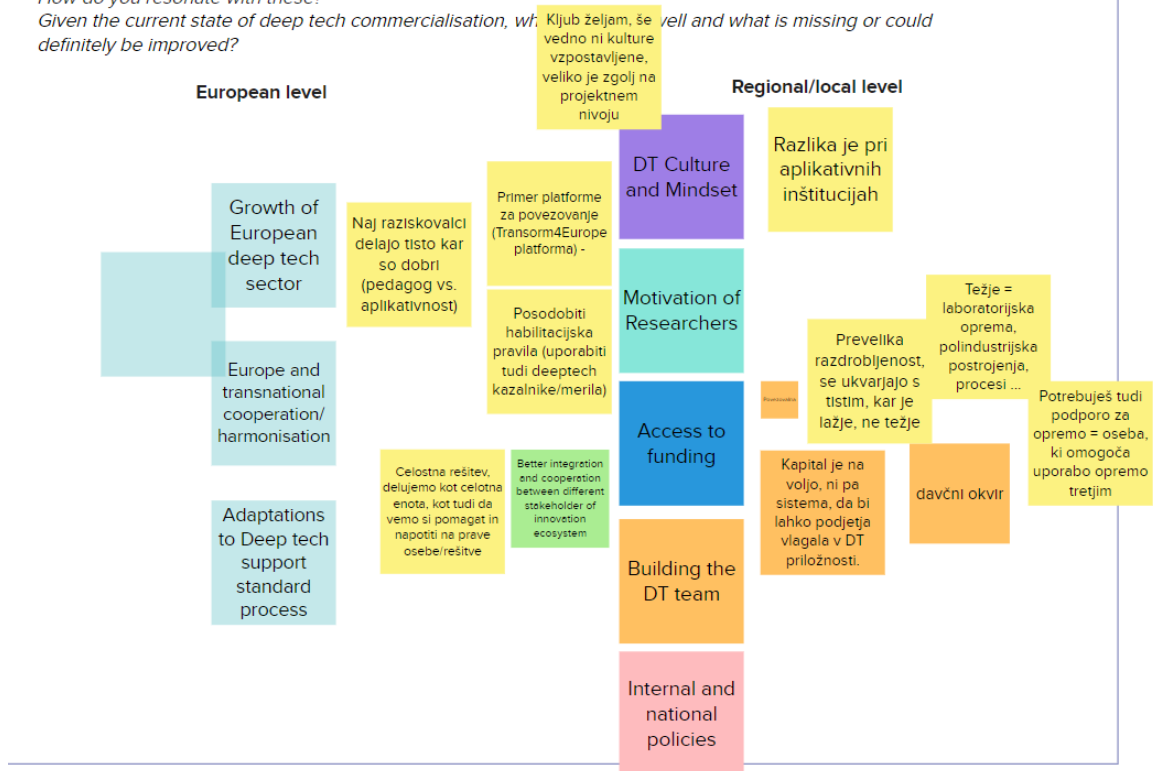 How do you resonate with these?
Given the current state of deep tech commercialisation, wh
ell and what is missing or could
definitely be improved?
Kljub željam, še
vedno ni kulture
vzpostavljene,
veliko je zgolj na
projektnem
nivoju
European level
Regional/local level
DT Culture
and Mindset
Razlika je pri
aplikativnih
inštitucijah
Growth of
European
deep tech
sector
Naj raziskovalci
delajo tisto kar
so dobri
(pedagog vs.
aplikativnost)
Primer platforme
za povezovanje
(Transorm4Europe
platforma) -
Posodobiti
habilitacijska
pravila (uporabiti
tudi deeptech
kazalnike/merila)
Motivation of
Researchers
Težje =
laboratorijska
oprema,
polindustrijska
postrojenja,
procesi ...
Prevelika
razdrobljenost,
se ukvarjajo s
tistim, kar je
lažje, ne težje
Potrebuješ tudi
podporo za
opremo = oseba,
ki omogoča
uporabo opremo
tretjim
Europe and
transnational
cooperation/
harmonisation
Access to
funding
Celostna rešitev,
delujemo kot celotna
enota, kot tudi da
vemo si pomagat in
napotiti na prave
osebe/rešitve
Better integration
and cooperation
between different
stakeholder of
innovation
ecosystem
Kapital je na
voljo, ni pa
sistema, da bi
lahko podjetja
vlagala v DT
priložnosti.
davčni okvir
Adaptations
to Deep tech
support
standard
process
Building the
DT team
Internal and
national
policies